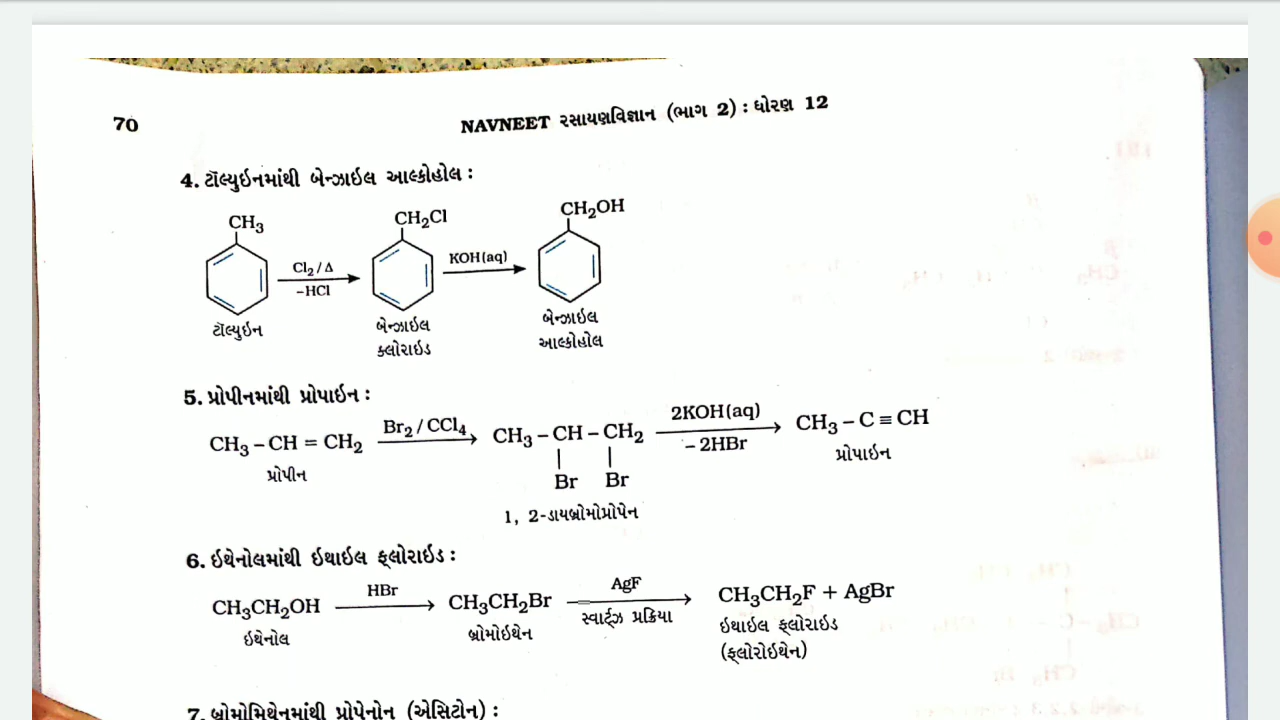 70
NAVNEET રસાયણવિજ્ઞાન (ભાગ 2) : ધોરણ 12
4. ટૉલ્યુઇનમાંથી બેન્ઝાઇલ આલ્કોહોલ :
CH₃ CH₂Cl CH₂OH
Cl₂/Δ KOH(aq)
–HCl
ટૉલ્યુઇન બેન્ઝાઇલ બેન્ઝાઇલ
ક્લોરાઇડ આલ્કોહોલ
5. પ્રોપીનમાંથી પ્રોપાઇન :
CH₃ – CH = CH₂ Br₂/CCl₄ CH₃ – CH – CH₂ 2KOH(aq) – 2HBr CH₃ – C ≡ CH
પ્રોપીન Br Br પ્રોપાઇન
1, 2-ડાયબ્રોમોપ્રોપેન
6. ઇથેનોલમાંથી ઇથાઇલ ફ્લોરાઇડ :
CH₃CH₂OH HBr CH₃CH₂Br AgF CH₃CH₂F + AgBr
ઇથેનોલ બ્રોમોઇથેન સ્વાર્ટ્ઝ પ્રક્રિયા ઇથાઇલ ફ્લોરાઇડ
(ફ્લોરોઇથેન)
7. બ્રોમોમિથેનમાંથી પ્રોપેનોન (એસિટોન) :